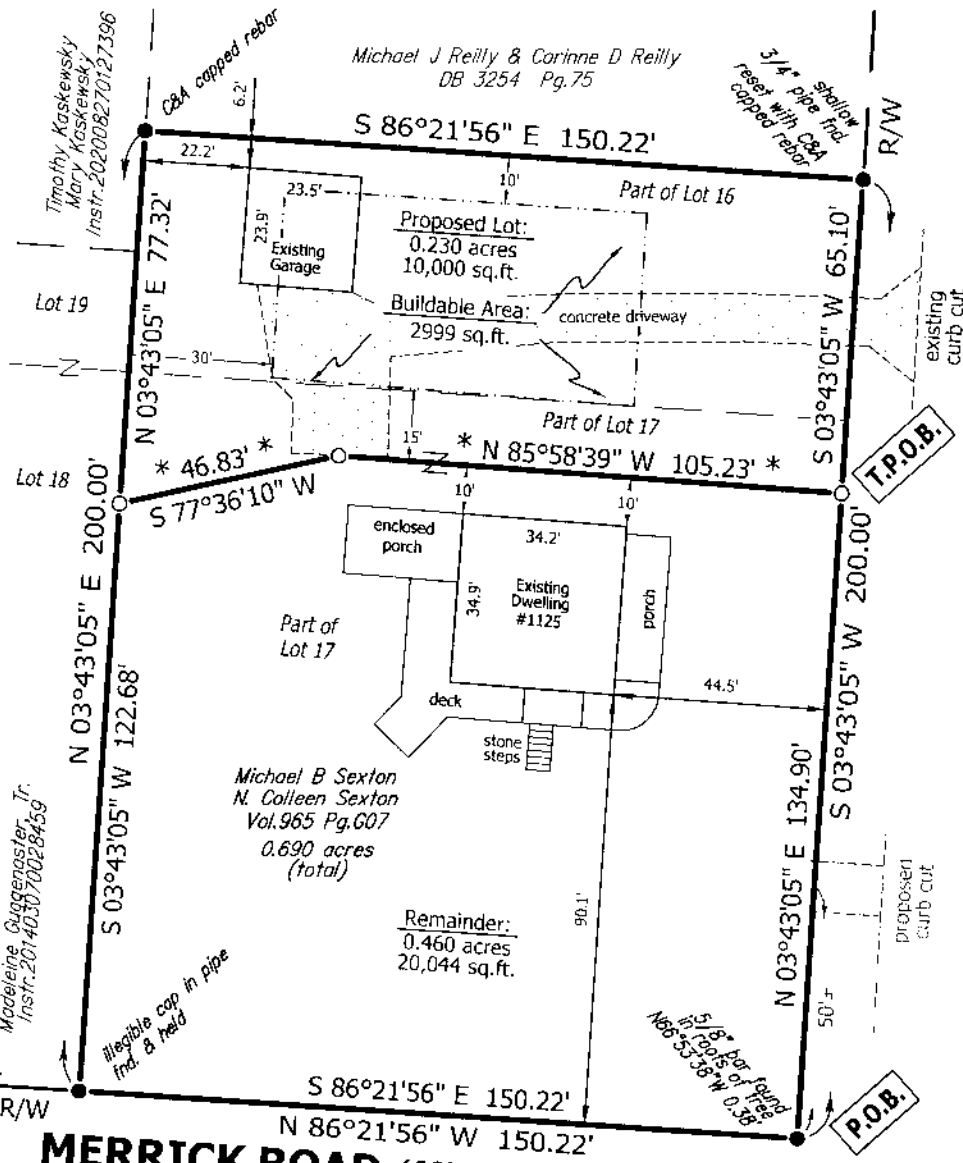 Timothy Kaskewsky
Mary Kaskewsky
Instr.202008270127396
C&A capped rebar
Michael J Reilly & Corinne D Reilly
DB 3254 Pg.75
3/4" shallow
pipe fnd.
reset with C&A
capped rebar
R/W
6.2'
S 86°21'56" E 150.22'
22.2'
10'
Part of Lot 16
23.5'
23.9'
Existing
Garage
Proposed Lot:
0.230 acres
10,000 sq.ft.
Buildable Area:
2999 sq.ft.
concrete driveway
existing
curb cut
N 03°43'05" E 77.32'
S 03°43'05" W 65.10'
Lot 19
30'
Part of Lot 17
15'
Lot 18
* 46.83' *
S 77°36'10" W
* N 85°58'39" W 105.23' *
T.P.O.B.
N 03°43'05" E 200.00'
S 03°43'05" W 200.00'
10'
10'
enclosed
porch
34.2'
34.9'
Existing
Dwelling
#1125
porch
Part of
Lot 17
44.5'
deck
stone
steps
S 03°43'05" W 122.68'
N 03°43'05" E 134.90'
Michael B Sexton
N. Colleen Sexton
Vol.965 Pg.G07
0.690 acres
(total)
90.1'
proposed
curb cut
Remainder:
0.460 acres
20,044 sq.ft.
Madeleine Guggenaster, Tr.
Instr.201403070028459
illegible cap in pipe
fnd. & held
50'±
5/8" bar found
in roots of tree
N66°53'38"W 0.38'
P.O.B.
R/W
S 86°21'56" E 150.22'
N 86°21'56" W 150.22'
MERRICK ROAD